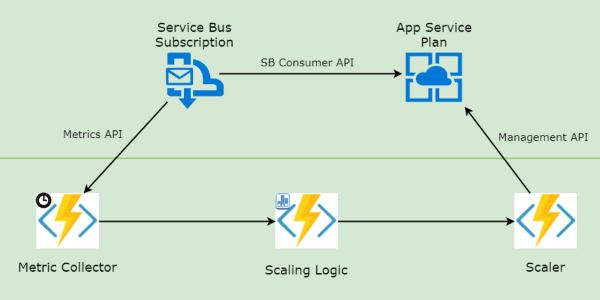 Service Bus
Subscription
App Service
Plan
SB Consumer API
Metrics API
Management API
Metric Collector
Scaling Logic
Scaler